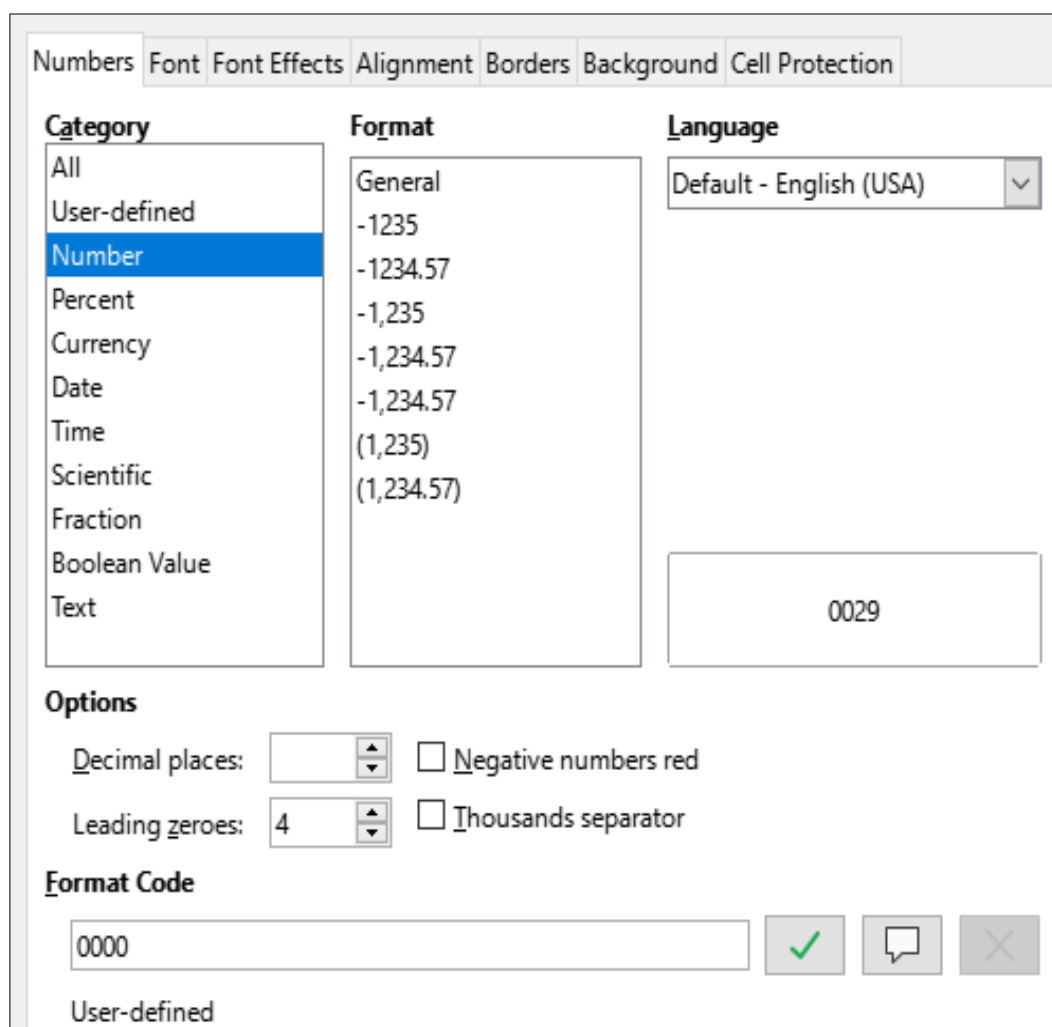 Numbers Font Font Effects Alignment Borders Background Cell Protection
Category
All
User-defined
Number
Percent
Currency
Date
Time
Scientific
Fraction
Boolean Value
Text
Format
General
-1235
-1234.57
-1,235
-1,234.57
-1,234.57
(1,235)
(1,234.57)
Language
Default - English (USA)
0029
Options
Decimal places:
Negative numbers red
Leading zeroes: 4
Thousands separator
Format Code
0000
User-defined